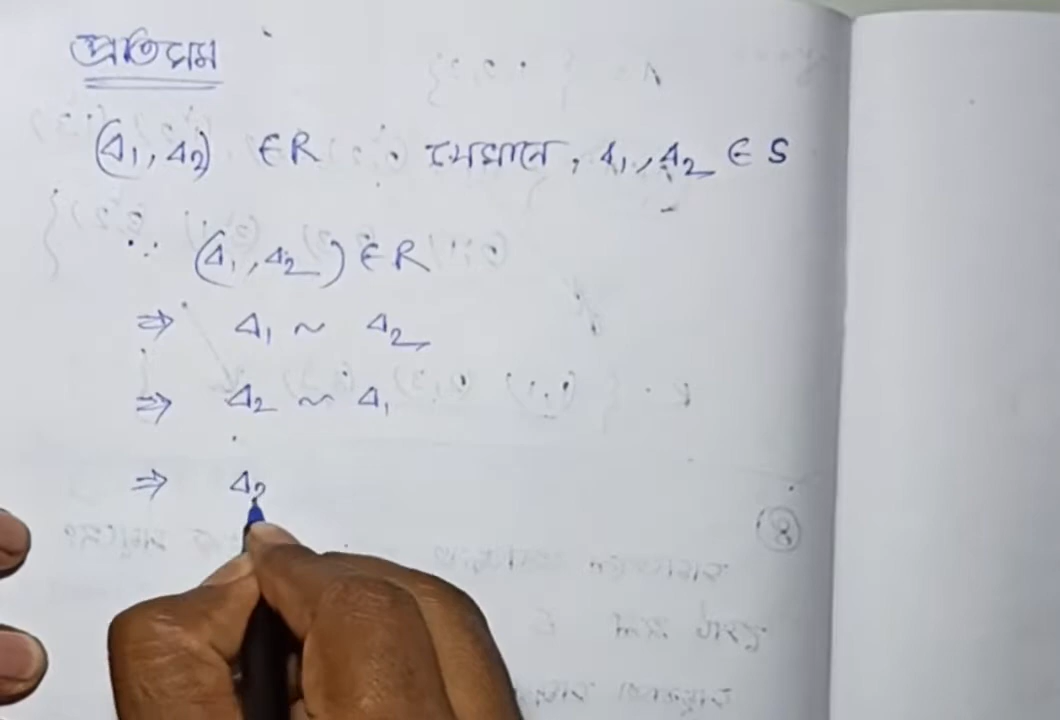 প্রতিসম
(Δ₁, Δ₂) ∈ R যেখানে, Δ₁, Δ₂ ∈ S
∵ (Δ₁, Δ₂) ∈ R
⇒ Δ₁ ~ Δ₂
⇒ Δ₂ ~ Δ₁
⇒ Δ₂